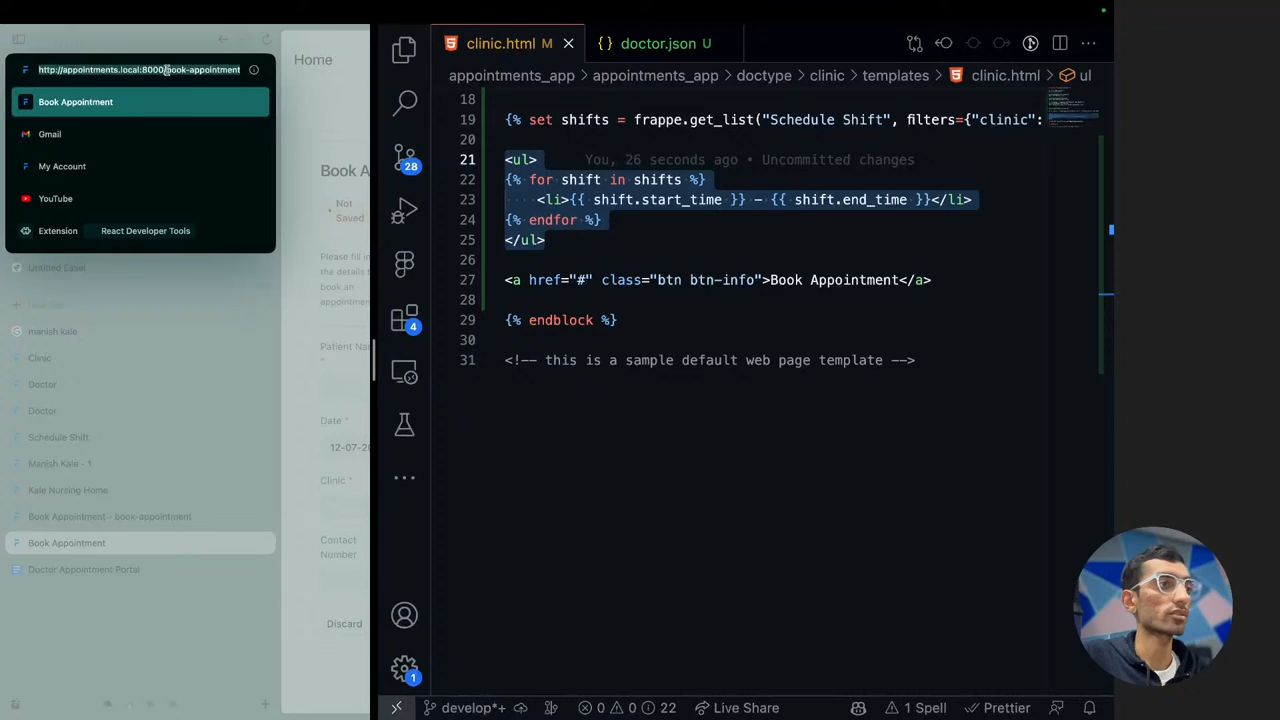 http://appointments.local:8000/book-appointment
Book Appointment
Gmail
My Account
YouTube
Extension React Developer Tools
Untitled Easel
New Tab
manish kale
Clinic
Doctor
Doctor
Schedule Shift
Manish Kale - 1
Kale Nursing Home
Book Appointment - book-appointment
Book Appointment
Doctor Appointment Portal
Home
Book A
Not
Saved
Please fill in
the details t
book an
appointmen
Patient Nam
*
Date *
12-07-20
Clinic *
Contact
Number
Discard
clinic.html M
{} doctor.json U
appointments_app > appointments_app > doctype > clinic > templates > clinic.html > ul
18
19 {% set shifts = frappe.get_list("Schedule Shift", filters={"clinic":
20
21 <ul> You, 26 seconds ago • Uncommitted changes
22 {% for shift in shifts %}
23 <li>{{ shift.start_time }} - {{ shift.end_time }}</li>
24 {% endfor %}
25 </ul>
26
27 <a href="#" class="btn btn-info">Book Appointment</a>
28
29 {% endblock %}
30
31 <!-- this is a sample default web page template -->
28
4
1
develop*+ 0 0 22 Live Share 1 Spell Prettier